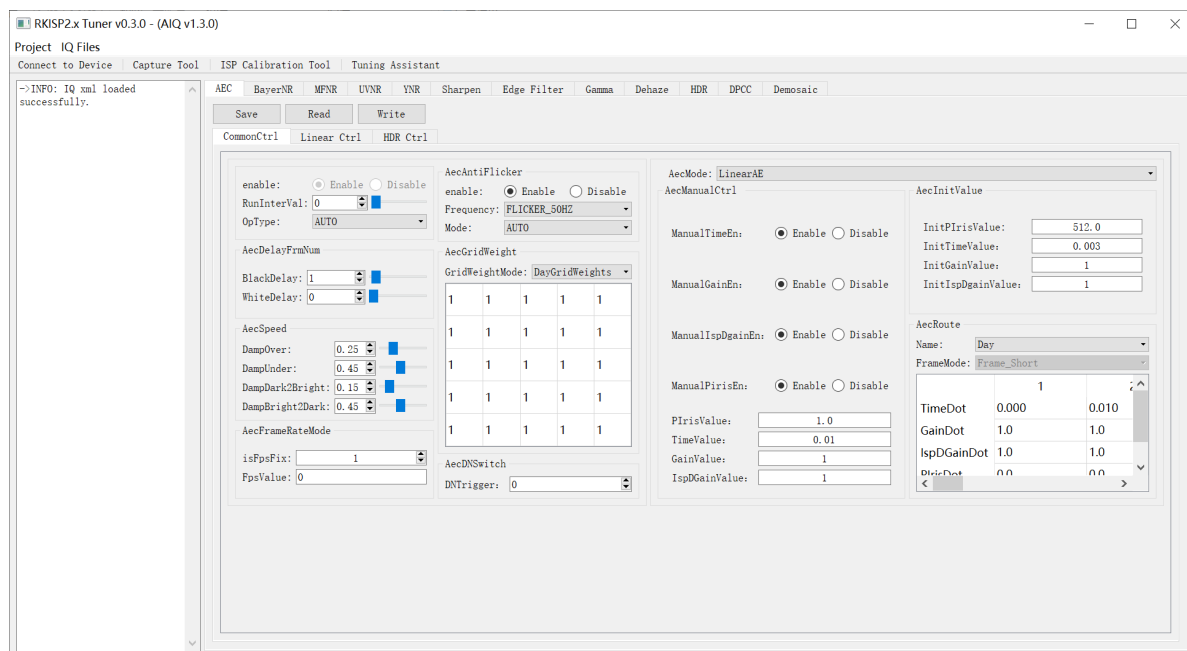 RKISP2.x Tuner v0.3.0 - (AIQ v1.3.0)
Project IQ Files
Connect to Device Capture Tool ISP Calibration Tool Tuning Assistant
->INFO: IQ xml loaded
successfully.
AEC BayerNR MFNR UVNR YNR Sharpen Edge Filter Gamma Dehaze HDR DPCC Demosaic
Save Read Write
CommonCtrl Linear Ctrl HDR Ctrl
enable: Enable Disable
RunInterVal: 0
OpType: AUTO
AecDelayFrmNum
BlackDelay: 1
WhiteDelay: 0
AecSpeed
DampOver: 0.25
DampUnder: 0.45
DampDark2Bright: 0.15
DampBright2Dark: 0.45
AecFrameRateMode
isFpsFix: 1
FpsValue: 0
AecAntiFlicker
enable: Enable Disable
Frequency: FLICKER_50HZ
Mode: AUTO
AecGridWeight
GridWeightMode: DayGridWeights
1 1 1 1 1
1 1 1 1 1
1 1 1 1 1
1 1 1 1 1
1 1 1 1 1
AecDNSwitch
DNTrigger: 0
AecMode: LinearAE
AecManualCtrl
ManualTimeEn: Enable Disable
ManualGainEn: Enable Disable
ManualIspDgainEn: Enable Disable
ManualPirisEn: Enable Disable
PIrisValue: 1.0
TimeValue: 0.01
GainValue: 1
IspDGainValue: 1
AecInitValue
InitPIrisValue: 512.0
InitTimeValue: 0.003
InitGainValue: 1
InitIspDgainValue: 1
AecRoute
Name: Day
FrameMode: Frame_Short
1
TimeDot 0.000 0.010
GainDot 1.0 1.0
IspDGainDot 1.0 1.0
PIrisDot 0.0 0.0